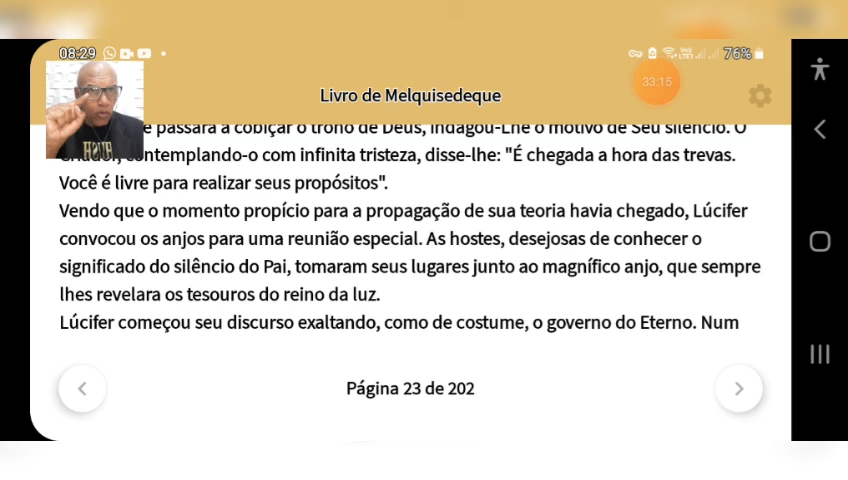 08:29
76%
33:15
Livro de Melquisedeque
e passara a cobiçar o trono de Deus, indagou-Lhe o motivo de Seu silêncio. O
contemplando-o com infinita tristeza, disse-lhe: "É chegada a hora das trevas.
Você é livre para realizar seus propósitos".
Vendo que o momento propício para a propagação de sua teoria havia chegado, Lúcifer
convocou os anjos para uma reunião especial. As hostes, desejosas de conhecer o
significado do silêncio do Pai, tomaram seus lugares junto ao magnífico anjo, que sempre
lhes revelara os tesouros do reino da luz.
Lúcifer começou seu discurso exaltando, como de costume, o governo do Eterno. Num
Página 23 de 202